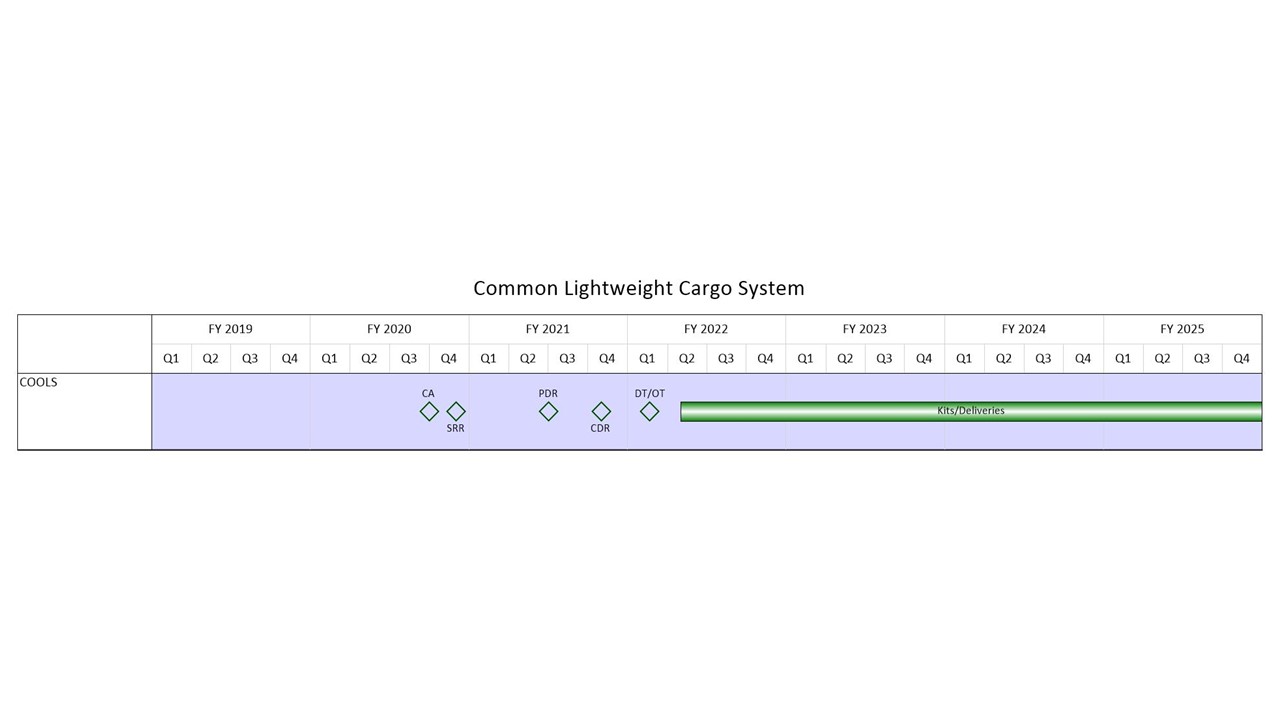 Common Lightweight Cargo System
FY 2019 FY 2020 FY 2021 FY 2022 FY 2023 FY 2024 FY 2025
Q1 Q2 Q3 Q4 Q1 Q2 Q3 Q4 Q1 Q2 Q3 Q4 Q1 Q2 Q3 Q4 Q1 Q2 Q3 Q4 Q1 Q2 Q3 Q4 Q1 Q2 Q3 Q4
COOLS
CA PDR DT/OT
Kits/Deliveries
SRR CDR